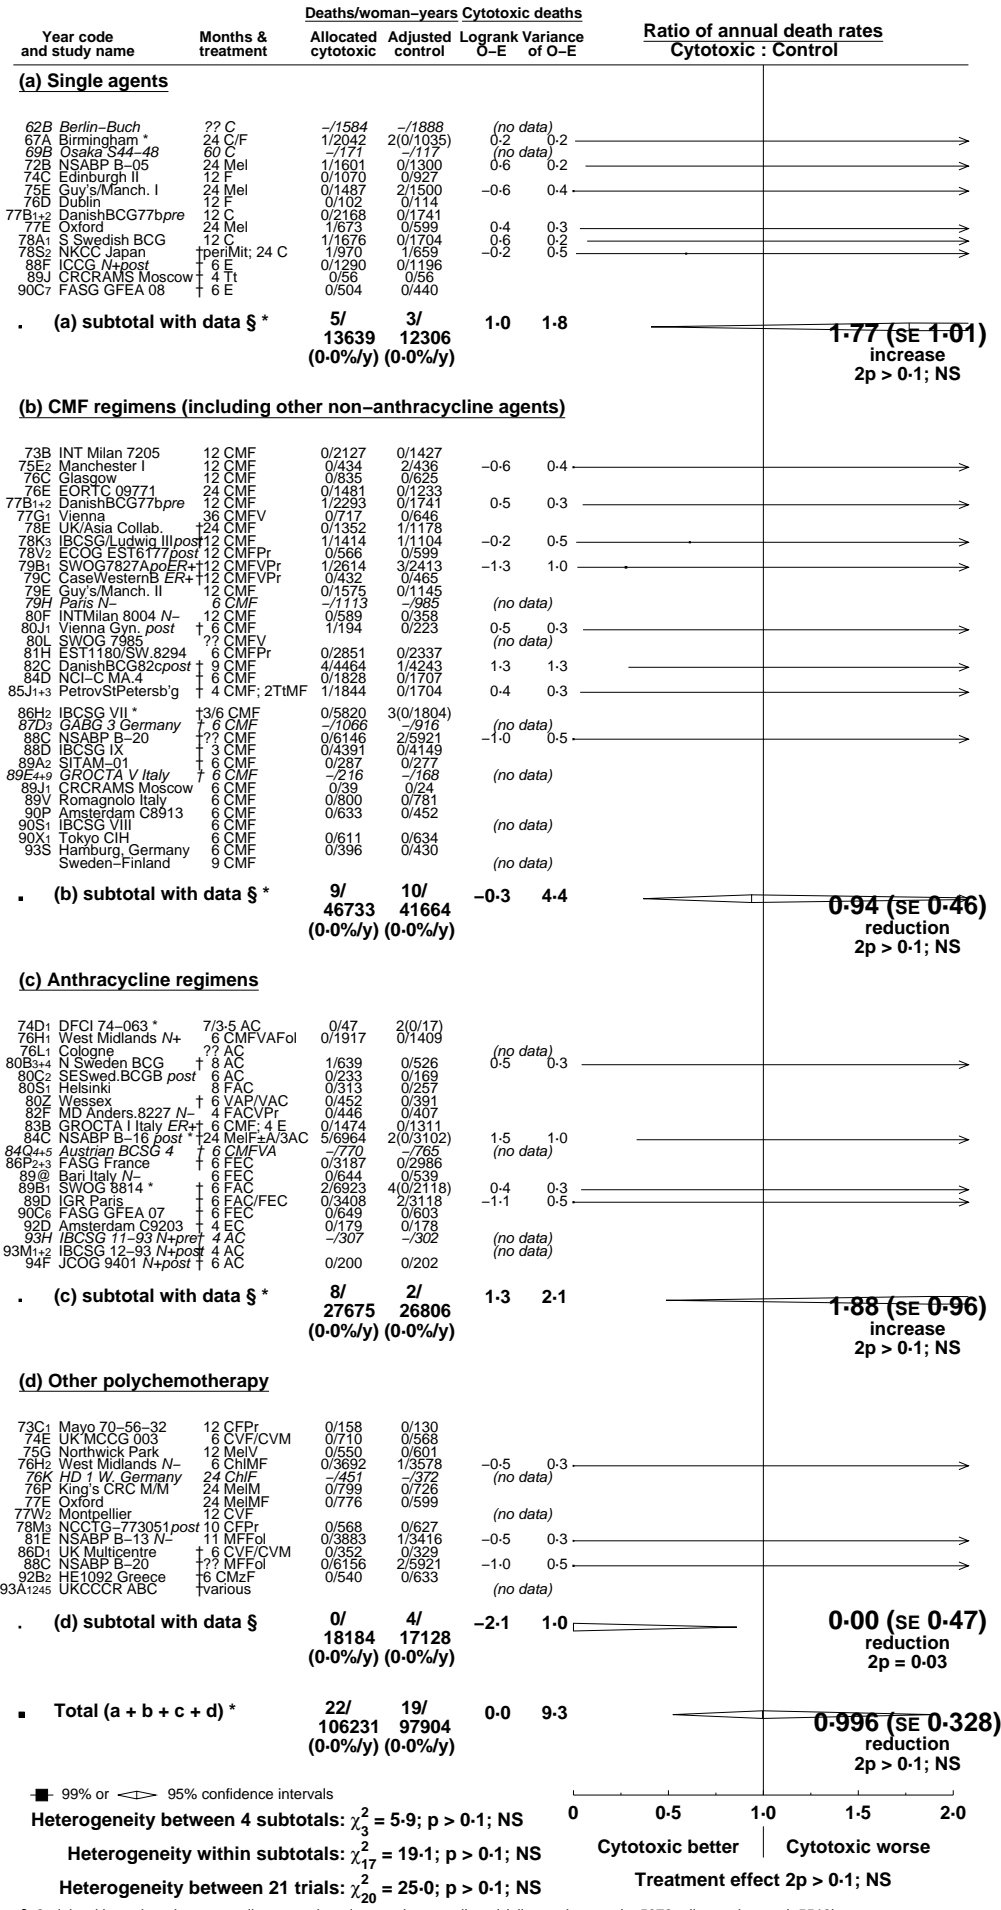 Deaths/woman–years Cytotoxic deaths
Year code and study name Months & treatment Allocated cytotoxic Adjusted control Logrank O–E Variance of O–E Ratio of annual death rates Cytotoxic : Control
(a) Single agents
62B Berlin–Buch ?? C –/1584 –/1888 (no data)
67A Birmingham * 24 C/F 1/2042 2(0/1035) 0·2 0·2
69B Osaka S44–48 60 C –/171 –/117 (no data)
72B NSABP B–05 24 Mel 1/1601 0/1300 0·6 0·2
74C Edinburgh II 12 F 0/1070 0/927
75E Guy's/Manch. I 24 Mel 0/1487 2/1500 –0·6 0·4
76D Dublin 12 F 0/102 0/114
77B1+2 DanishBCG77bpre 12 C 0/2168 0/1741
77E Oxford 24 Mel 1/673 0/599 0·4 0·3
78A1 S Swedish BCG 12 C 1/1676 0/1704 0·6 0·2
78S2 NKCC Japan †periMit; 24 C 1/970 1/659 –0·2 0·5
88F ICCG N+post † 6 E 0/1290 0/1196
89J CRCRAMS Moscow † 4 Tt 0/56 0/56
90C7 FASG GFEA 08 † 6 E 0/504 0/440
(a) subtotal with data § * 5/ 13639 (0·0%/y) 3/ 12306 (0·0%/y) 1·0 1·8 1·77 (SE 1·01)
increase
2p > 0·1; NS
(b) CMF regimens (including other non–anthracycline agents)
73B INT Milan 7205 12 CMF 0/2127 0/1427
75E2 Manchester I 12 CMF 0/434 2/436 –0·6 0·4
76C Glasgow 12 CMF 0/835 0/625
76E EORTC 09771 24 CMF 0/1481 0/1233
77B1+2 DanishBCG77bpre 12 CMF 1/2293 0/1741 0·5 0·3
77G1 Vienna 36 CMFV 0/717 0/646
78E UK/Asia Collab. †24 CMF 0/1352 1/1178
78K3 IBCSG/Ludwig IIIpost†12 CMF 1/1414 1/1104 –0·2 0·5
78V2 ECOG EST6177post 12 CMFPr 0/566 0/599
79B1 SWOG7827ApoER+†12 CMFVPr 1/2614 3/2413 –1·3 1·0
79C CaseWesternB ER+†12 CMFVPr 0/432 0/465
79E Guy's/Manch. II 12 CMF 0/1575 0/1145
79H Paris N– 6 CMF –/1113 –/985 (no data)
80F INTMilan 8004 N– 12 CMF 0/589 0/358
80J1 Vienna Gyn. post † 6 CMF 1/194 0/223 0·5 0·3
80L SWOG 7985 ?? CMFV (no data)
81H EST1180/SW.8294 6 CMFPr 0/2851 0/2337
82C DanishBCG82cpost † 9 CMF 4/4464 1/4243 1·3 1·3
84D NCI–C MA.4 † 6 CMF 0/1828 0/1707
85J1+3 PetrovStPetersb'g † 4 CMF; 2TtMF 1/1844 0/1704 0·4 0·3
86H2 IBCSG VII * †3/6 CMF 0/5820 3(0/1804)
87D3 GABG 3 Germany † 6 CMF –/1066 –/916 (no data)
88C NSABP B–20 †?? CMF 0/6146 2/5921 –1·0 0·5
88D IBCSG IX † 3 CMF 0/4391 0/4149
89A2 SITAM–01 † 6 CMF 0/287 0/277
89E4+9 GROCTA V Italy † 6 CMF –/216 –/168 (no data)
89J1 CRCRAMS Moscow 6 CMF 0/39 0/24
89V Romagnolo Italy 6 CMF 0/800 0/781
90P Amsterdam C8913 6 CMF 0/633 0/452
90S1 IBCSG VIII 6 CMF (no data)
90X1 Tokyo CIH 6 CMF 0/611 0/634
93S Hamburg, Germany 6 CMF 0/396 0/430
Sweden–Finland 9 CMF (no data)
(b) subtotal with data § * 9/ 46733 (0·0%/y) 10/ 41664 (0·0%/y) –0·3 4·4 0·94 (SE 0·46)
reduction
2p > 0·1; NS
(c) Anthracycline regimens
74D1 DFCI 74–063 * 7/3·5 AC 0/47 2(0/17)
76H1 West Midlands N+ 6 CMFVAFol 0/1917 0/1409
76L1 Cologne ?? AC (no data)
80B3+4 N Sweden BCG † 8 AC 1/639 0/526 0·5 0·3
80C2 SESwed.BCGB post 6 AC 0/233 0/169
80S1 Helsinki 8 FAC 0/313 0/257
80Z Wessex † 6 VAP/VAC 0/452 0/391
82F MD Anders.8227 N– 4 FACVPr 0/446 0/407
83B GROCTA I Italy ER+† 6 CMF; 4 E 0/1474 0/1311
84C NSABP B–16 post *†24 MelF±A/3AC 5/6964 2(0/3102) 1·5 1·0
84Q4+5 Austrian BCSG 4 † 6 CMFVA –/770 –/765 (no data)
86P2+3 FASG France † 6 FEC 0/3187 0/2986
89@ Bari Italy N– 6 FEC 0/644 0/539
89B1 SWOG 8814 * † 6 FAC 2/6923 4(0/2118) 0·4 0·3
89D IGR Paris † 6 FAC/FEC 0/3408 2/3118 –1·1 0·5
90C6 FASG GFEA 07 † 6 FEC 0/649 0/603
92D Amsterdam C9203 † 4 EC 0/179 0/178
93H IBCSG 11–93 N+pre† 4 AC –/307 –/302 (no data)
93M1+2 IBCSG 12–93 N+post† 4 AC (no data)
94F JCOG 9401 N+post † 6 AC 0/200 0/202
(c) subtotal with data § * 8/ 27675 (0·0%/y) 2/ 26806 (0·0%/y) 1·3 2·1 1·88 (SE 0·96)
increase
2p > 0·1; NS
(d) Other polychemotherapy
73C1 Mayo 70–56–32 12 CFPr 0/158 0/130
74E UK MCCG 003 6 CVF/CVM 0/710 0/568
75G Northwick Park 12 MelV 0/550 0/601
76H2 West Midlands N– 6 ChlMF 0/3692 1/3578 –0·5 0·3
76K HD 1 W. Germany 24 ChlF –/451 –/372 (no data)
76P King's CRC M/M 24 MelM 0/799 0/726
77E Oxford 24 MelMF 0/776 0/599
77W2 Montpellier 12 CVF (no data)
78M3 NCCTG–773051post 10 CFPr 0/568 0/627
81E NSABP B–13 N– 11 MFFol 0/3883 1/3416 –0·5 0·3
86D1 UK Multicentre † 6 CVF/CVM 0/352 0/329
88C NSABP B–20 †?? MFFol 0/6156 2/5921 –1·0 0·5
92B2 HE1092 Greece †6 CMzF 0/540 0/633
93A1245 UKCCCR ABC †various (no data)
(d) subtotal with data § 0/ 18184 (0·0%/y) 4/ 17128 (0·0%/y) –2·1 1·0 0·00 (SE 0·47)
reduction
2p = 0·03
Total (a + b + c + d) * 22/ 106231 (0·0%/y) 19/ 97904 (0·0%/y) 0·0 9·3 0·996 (SE 0·328)
reduction
2p > 0·1; NS
99% or 95% confidence intervals
0 0·5 1·0 1·5 2·0
Heterogeneity between 4 subtotals: χ²₃ = 5·9; p > 0·1; NS
Cytotoxic better Cytotoxic worse
Heterogeneity within subtotals: χ²₁₇ = 19·1; p > 0·1; NS
Treatment effect 2p > 0·1; NS
Heterogeneity between 21 trials: χ²₂₀ = 25·0; p > 0·1; NS